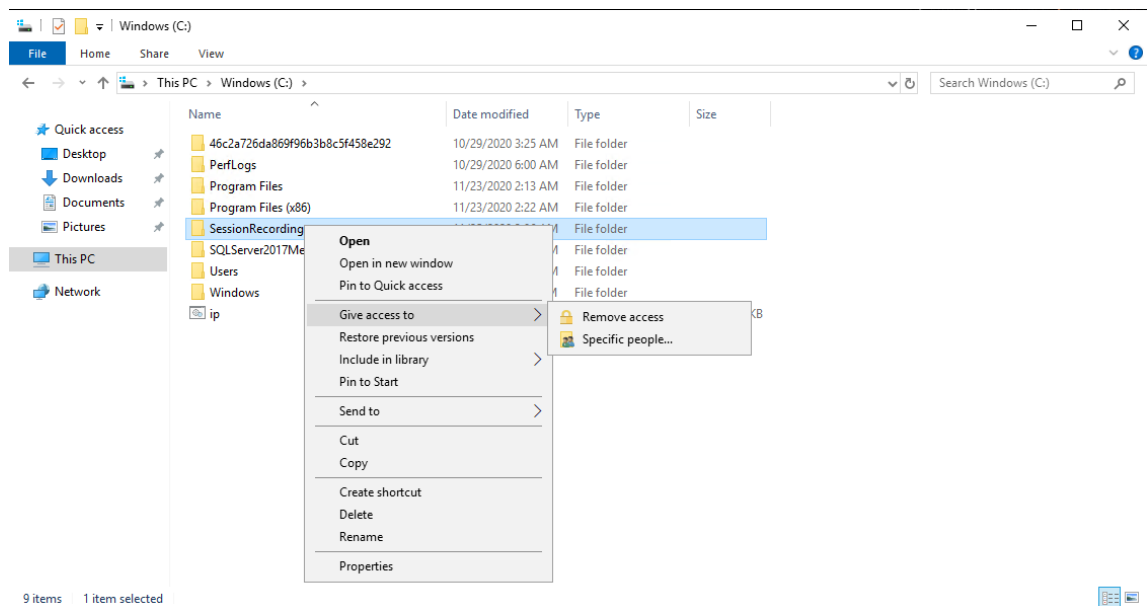 Windows (C:)
File Home Share View
This PC > Windows (C:) > Search Windows (C:)
Name Date modified Type Size
Quick access
Desktop
Downloads
Documents
Pictures
This PC
Network
46c2a726da869f96b3b8c5f458e292 10/29/2020 3:25 AM File folder
PerfLogs 10/29/2020 6:00 AM File folder
Program Files 11/23/2020 2:13 AM File folder
Program Files (x86) 11/23/2020 2:22 AM File folder
SessionRecording File folder
SQLServer2017Me File folder
Users File folder
Windows File folder
ip KB
Open
Open in new window
Pin to Quick access
Give access to
Restore previous versions
Include in library
Pin to Start
Send to
Cut
Copy
Create shortcut
Delete
Rename
Properties
Remove access
Specific people...
9 items 1 item selected